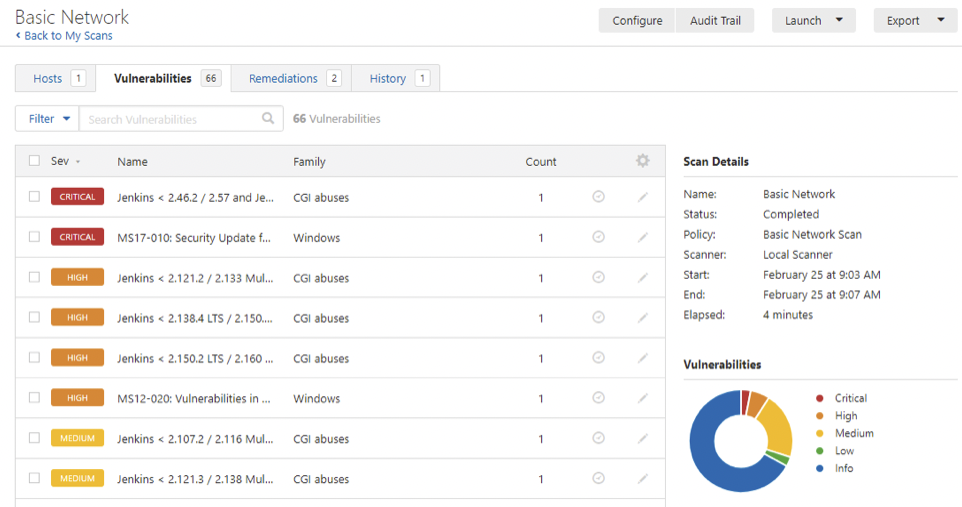 Basic Network
Back to My Scans
Configure Audit Trail Launch Export
Hosts 1 Vulnerabilities 66 Remediations 2 History 1
Filter Search Vulnerabilities 66 Vulnerabilities
Sev Name Family Count
CRITICAL Jenkins < 2.46.2 / 2.57 and Je... CGI abuses 1
CRITICAL MS17-010: Security Update f... Windows 1
HIGH Jenkins < 2.121.2 / 2.133 Mul... CGI abuses 1
HIGH Jenkins < 2.138.4 LTS / 2.150.... CGI abuses 1
HIGH Jenkins < 2.150.2 LTS / 2.160 ... CGI abuses 1
HIGH MS12-020: Vulnerabilities in ... Windows 1
MEDIUM Jenkins < 2.107.2 / 2.116 Mul... CGI abuses 1
MEDIUM Jenkins < 2.121.3 / 2.138 Mul... CGI abuses 1
Scan Details
Name: Basic Network
Status: Completed
Policy: Basic Network Scan
Scanner: Local Scanner
Start: February 25 at 9:03 AM
End: February 25 at 9:07 AM
Elapsed: 4 minutes
Vulnerabilities
Critical
High
Medium
Low
Info